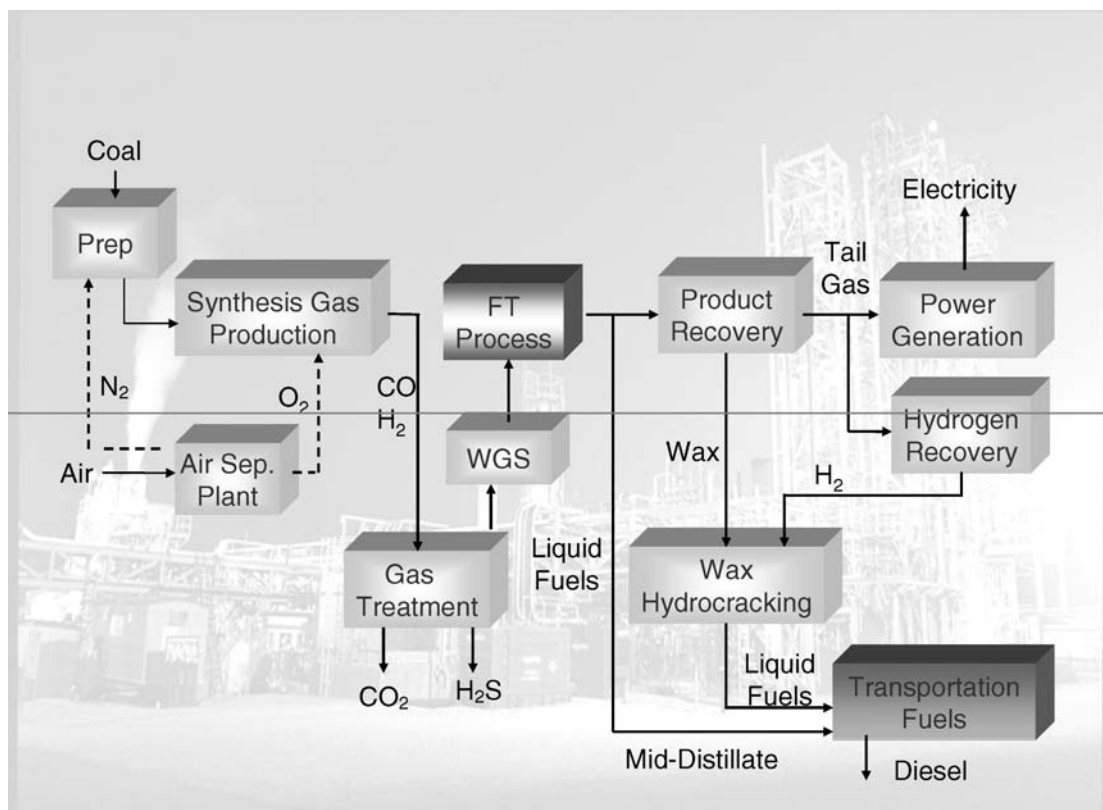 Coal
Prep
Synthesis Gas
Production
N₂
O₂
Air
Air Sep.
Plant
CO
H₂
Gas
Treatment
CO₂
H₂S
WGS
FT
Process
Liquid
Fuels
Mid-Distillate
Product
Recovery
Wax
Tail
Gas
Electricity
Power
Generation
Hydrogen
Recovery
H₂
Wax
Hydrocracking
Liquid
Fuels
Transportation
Fuels
Diesel